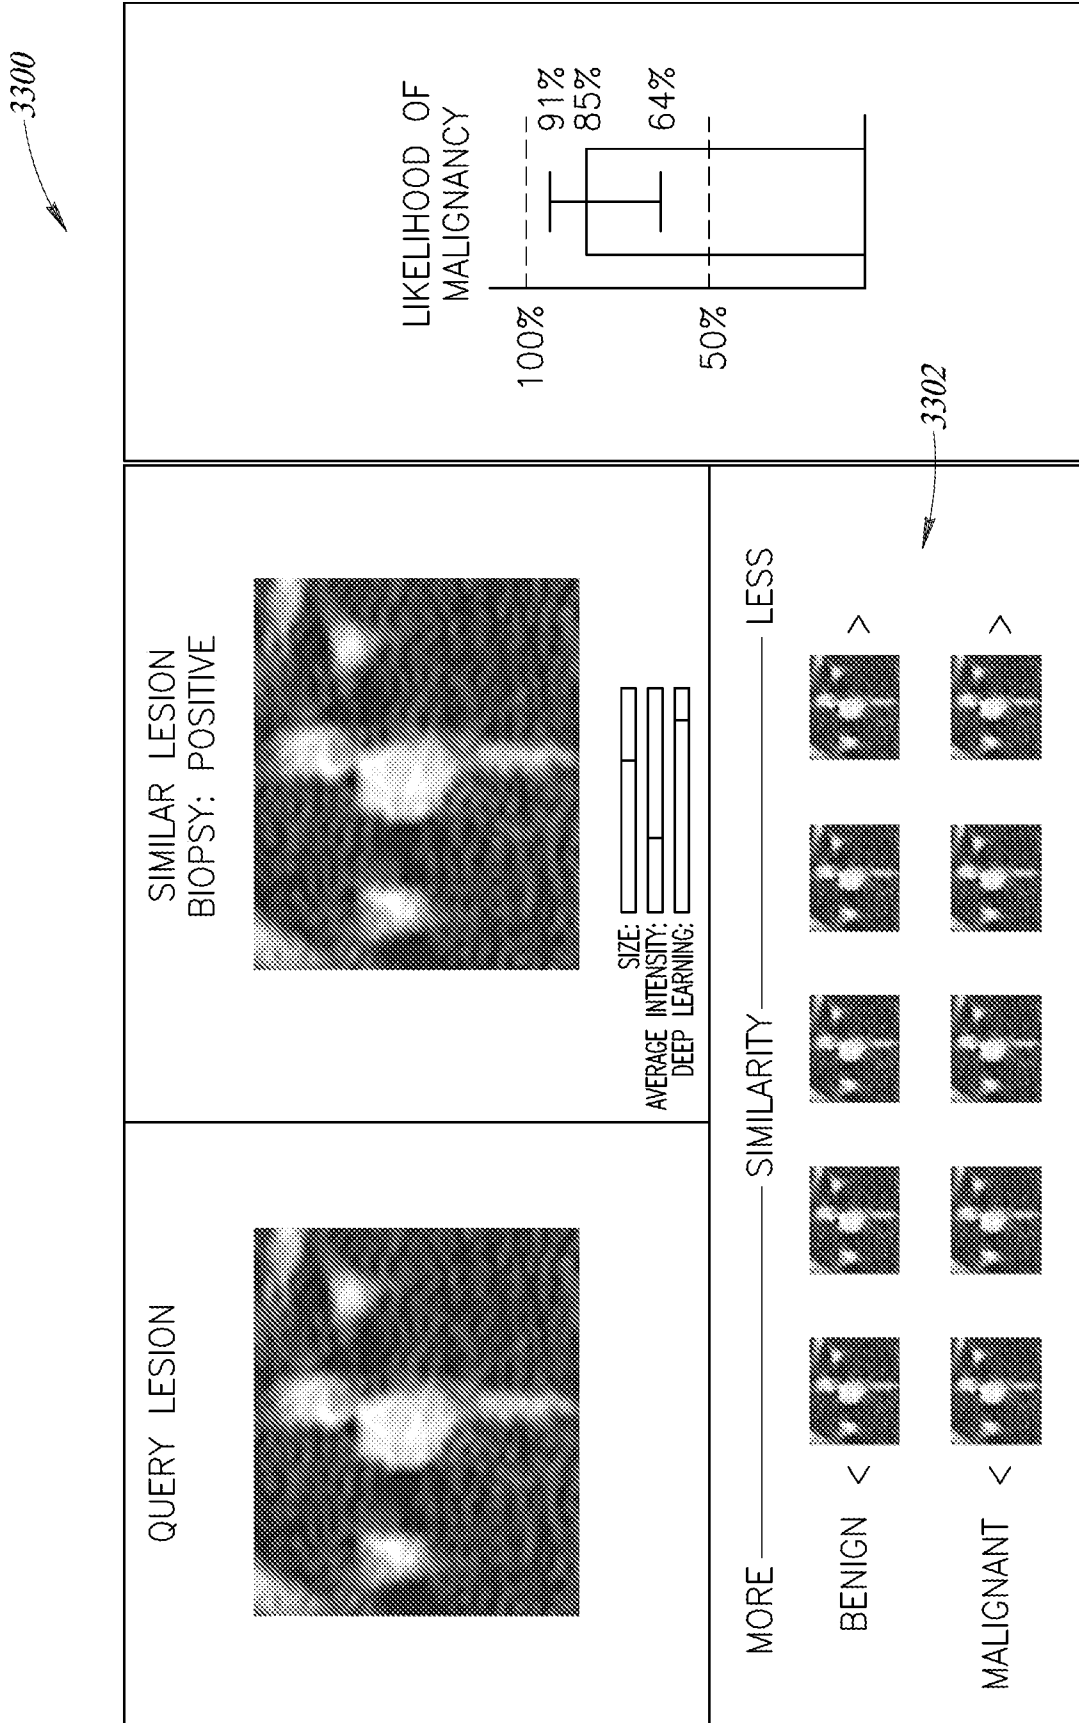 3300
QUERY LESION
SIMILAR LESION
BIOPSY: POSITIVE
SIZE:
AVERAGE INTENSITY:
DEEP LEARNING:
LIKELIHOOD OF
MALIGNANCY
100%
91%
85%
64%
50%
MORE SIMILARITY LESS
BENIGN < >
MALIGNANT < >
3302